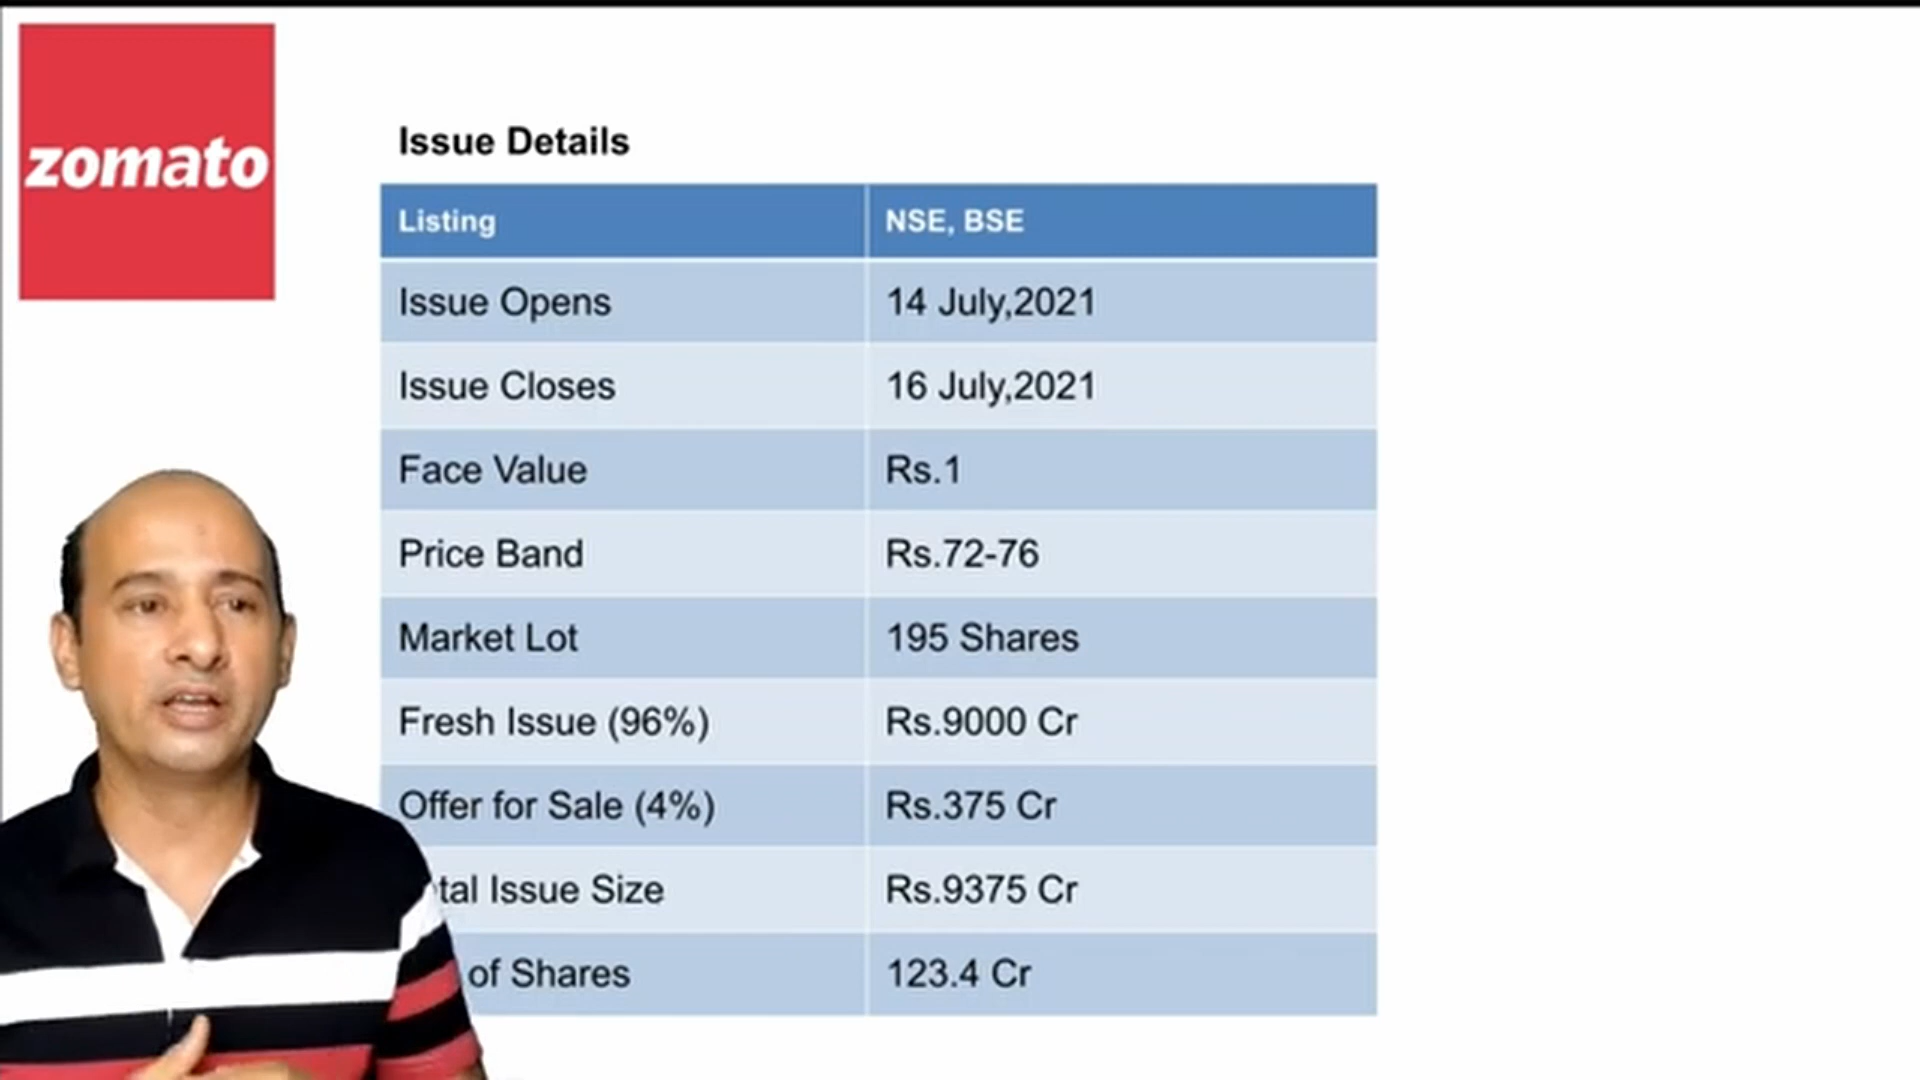 zomato
Issue Details
Listing NSE, BSE
Issue Opens 14 July,2021
Issue Closes 16 July,2021
Face Value Rs.1
Price Band Rs.72-76
Market Lot 195 Shares
Fresh Issue (96%) Rs.9000 Cr
Offer for Sale (4%) Rs.375 Cr
Issue Size Rs.9375 Cr
of Shares 123.4 Cr